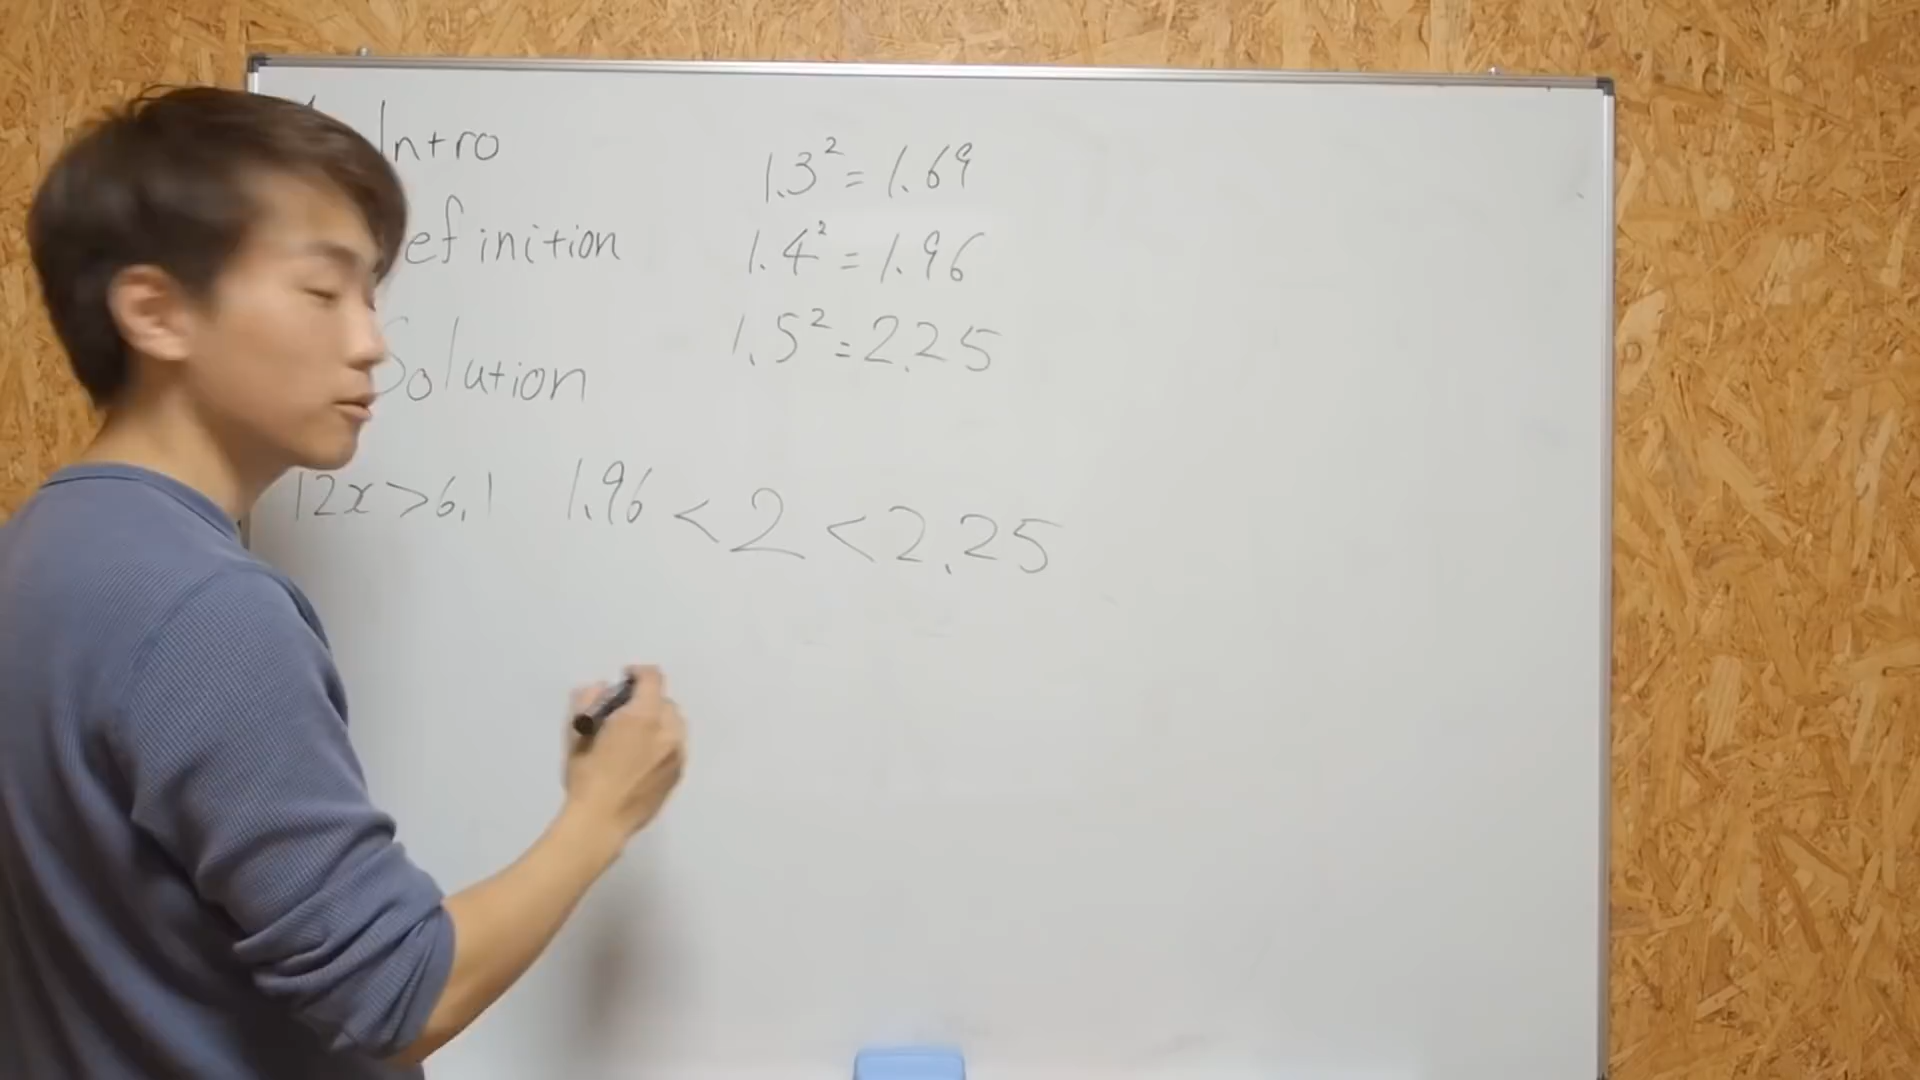 Intro
efinition
Solution
1.3² = 1.69
1.4² = 1.96
1.5² = 2.25
12x > 6.1
1.96 < 2 < 2.25